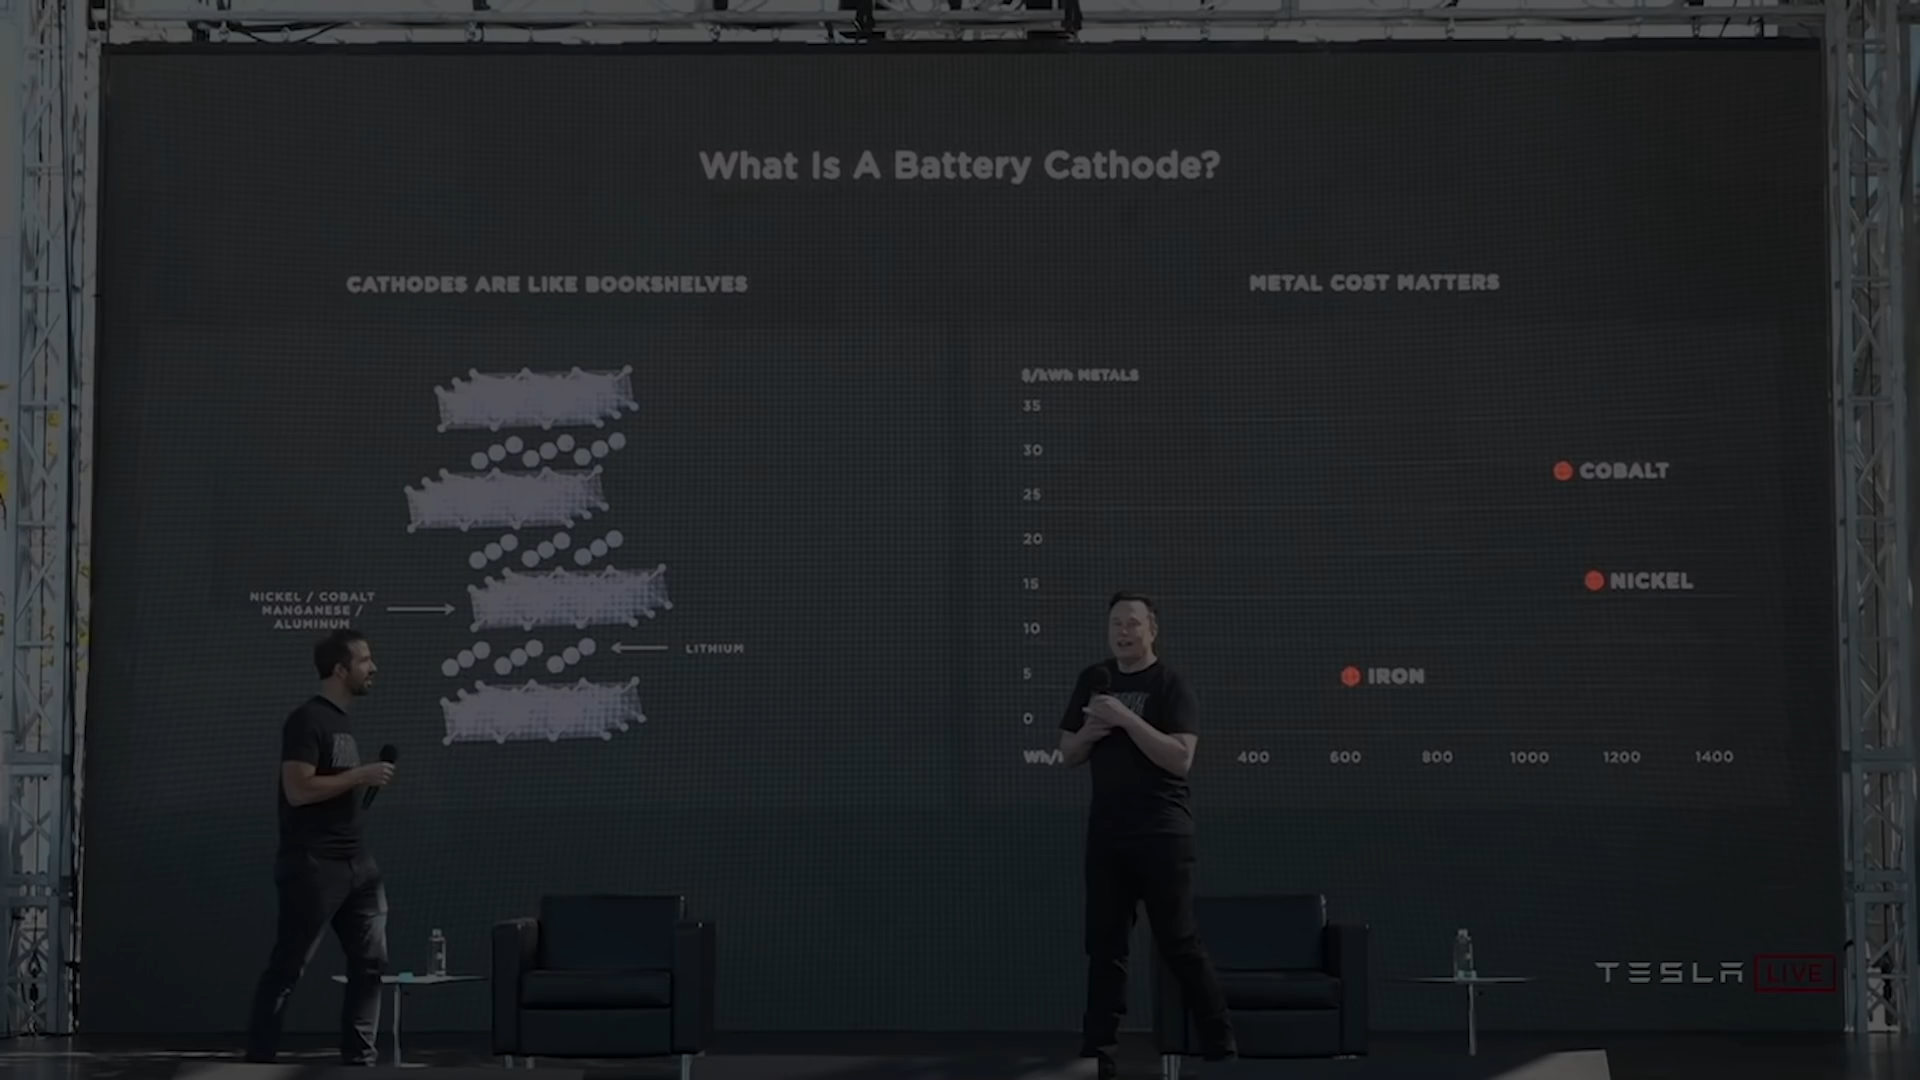 What Is A Battery Cathode?
CATHODES ARE LIKE BOOKSHELVES
NICKEL / COBALT
MANGANESE /
ALUMINUM
LITHIUM
METAL COST MATTERS
$/kWh METALS
35
30
25
20
15
10
5
0
COBALT
NICKEL
IRON
400 600 800 1000 1200 1400
TESLA LIVE